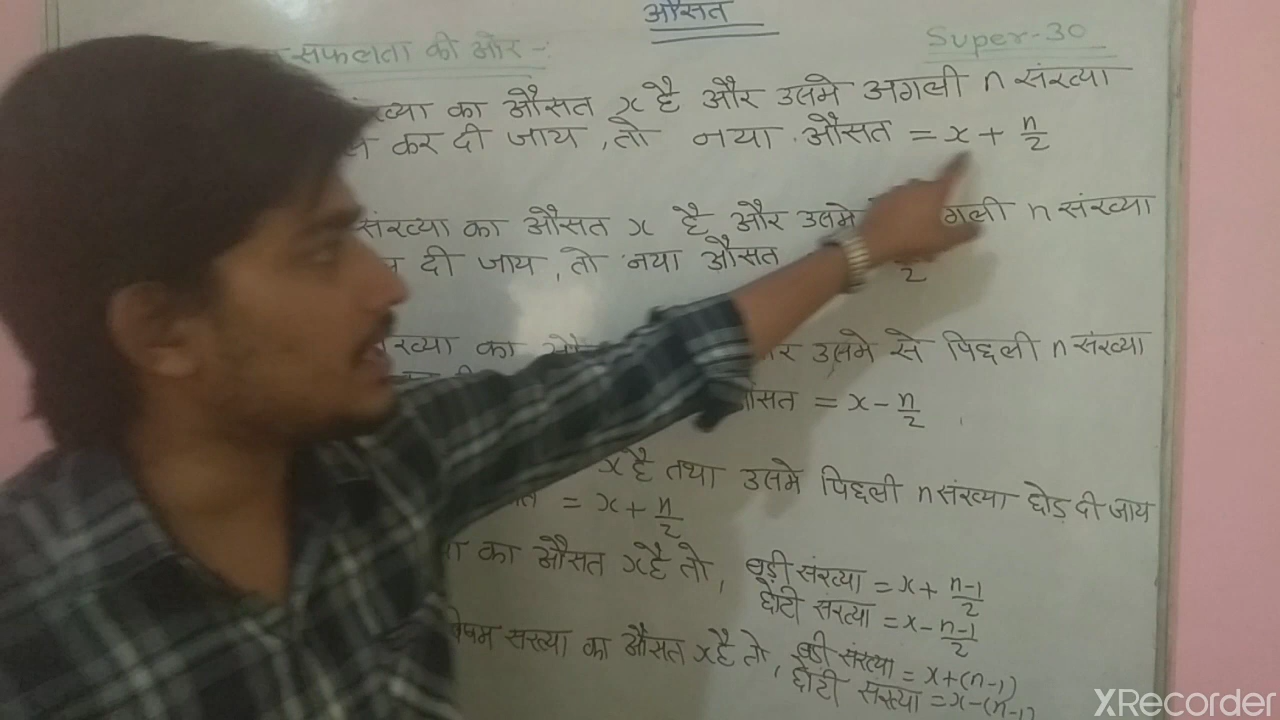 औसत
सफलता की ओर -:
Super-30
ख्या का औसत x है और उसमे अगली n संख्या
कर दी जाय, तो नया औसत = x + n/2
संख्या का औसत x है और उसमे गली n संख्या
दी जाय, तो नया औसत 2
ख्या का उसमे से पिछली n संख्या
औसत = x - n/2
x है तथा उसमे पिछली n संख्या छोड़ दी जाय
= x + n/2
का औसत x है तो, बड़ी संख्या = x + n-1/2
छोटी संख्या = x - n-1/2
विषम संख्या का औसत x है तो, बड़ी संख्या = x+(n-1)
छोटी संख्या = x-(n-1)
XRecorder